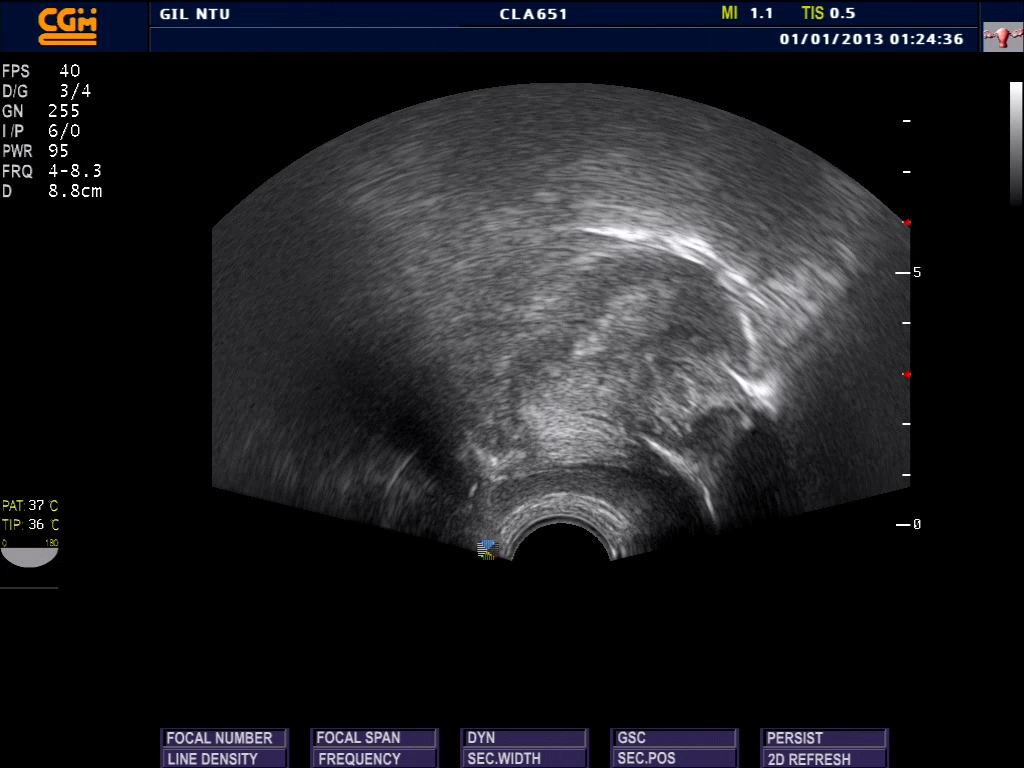 CGM
GIL NTU CLA651 MI 1.1 TIS 0.5
01/01/2013 01:24:36
FPS 40
D/G 3/4
GN 255
I/P 6/0
PWR 95
FRQ 4-8.3
D 8.8cm
5
PAT: 37 °C
TIP: 36 °C
0 180
0
FOCAL NUMBER FOCAL SPAN DYN GSC PERSIST
LINE DENSITY FREQUENCY SEC.WIDTH SEC.POS 2D REFRESH